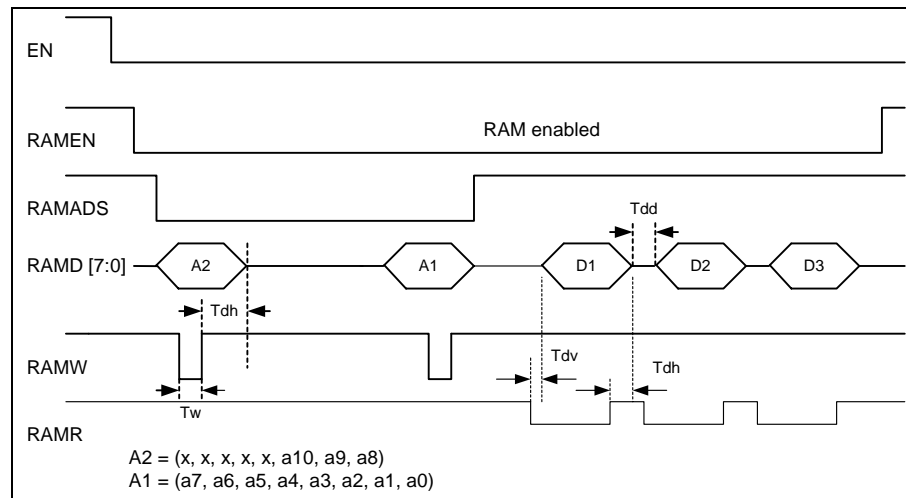 EN
RAM enabled
RAMEN
RAMADS
Tdd
RAMD [7:0]
A2
A1
D1
D2
D3
Tdh
RAMW
Tdv
Tdh
Tw
RAMR
A2 = (x, x, x, x, x, a10, a9, a8)
A1 = (a7, a6, a5, a4, a3, a2, a1, a0)